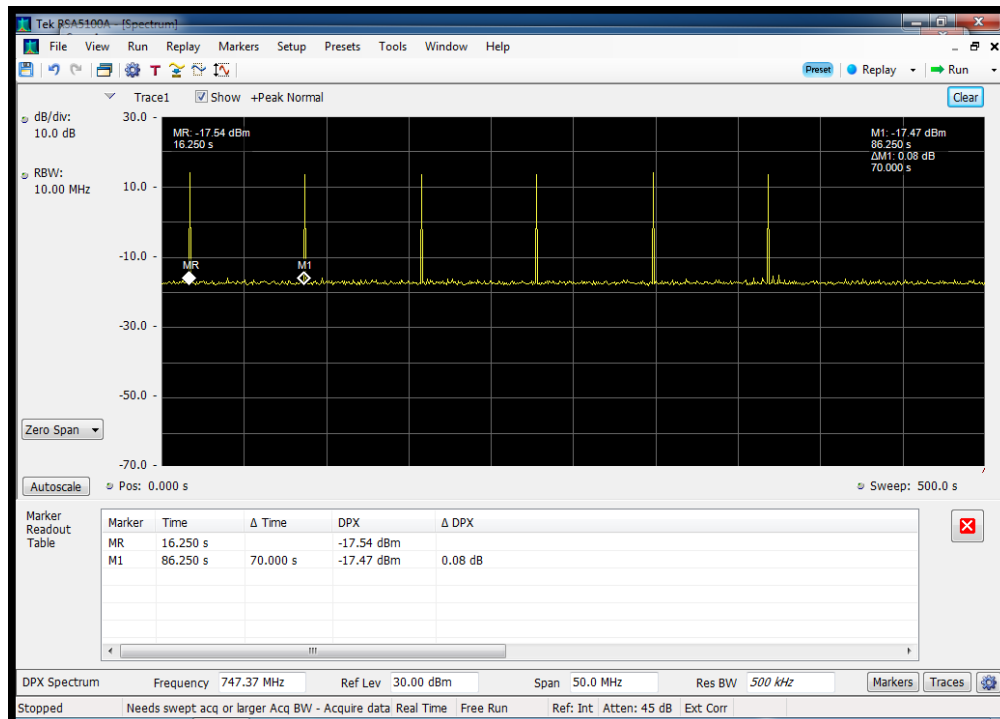 Tek RSA5100A - [Spectrum]
File View Run Replay Markers Setup Presets Tools Window Help
T Preset Replay Run
Trace1 Show +Peak Normal Clear
dB/div:
10.0 dB
RBW:
10.00 MHz
30.0
10.0
-10.0
-30.0
-50.0
-70.0
MR: -17.54 dBm
16.250 s
M1: -17.47 dBm
86.250 s
ΔM1: 0.08 dB
70.000 s
MR M1
Zero Span
Autoscale Pos: 0.000 s Sweep: 500.0 s
Marker
Readout
Table
Marker Time Δ Time DPX Δ DPX
MR 16.250 s -17.54 dBm
M1 86.250 s 70.000 s -17.47 dBm 0.08 dB
DPX Spectrum Frequency 747.37 MHz Ref Lev 30.00 dBm Span 50.0 MHz Res BW 500 kHz Markers Traces
Stopped Needs swept acq or larger Acq BW - Acquire data Real Time Free Run Ref: Int Atten: 45 dB Ext Corr